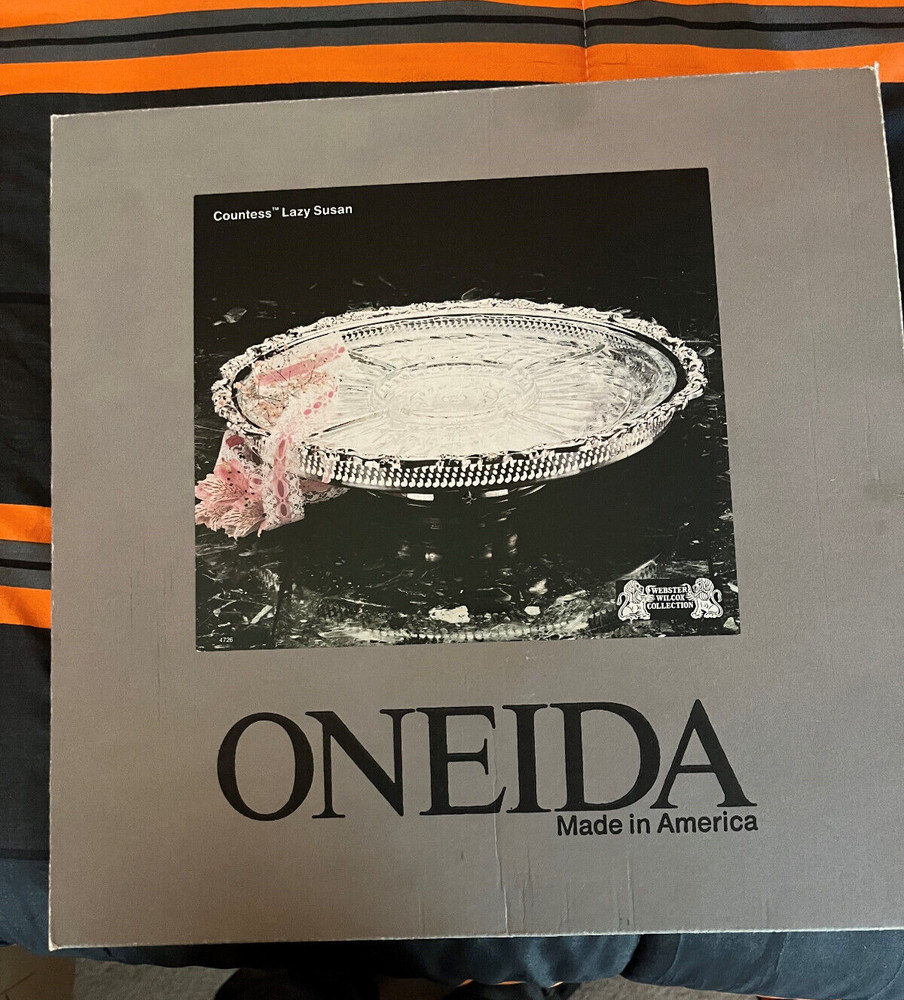 Countess™ Lazy Susan
WEBSTER
WILCOX
COLLECTION
4726
ONEIDA
Made in America